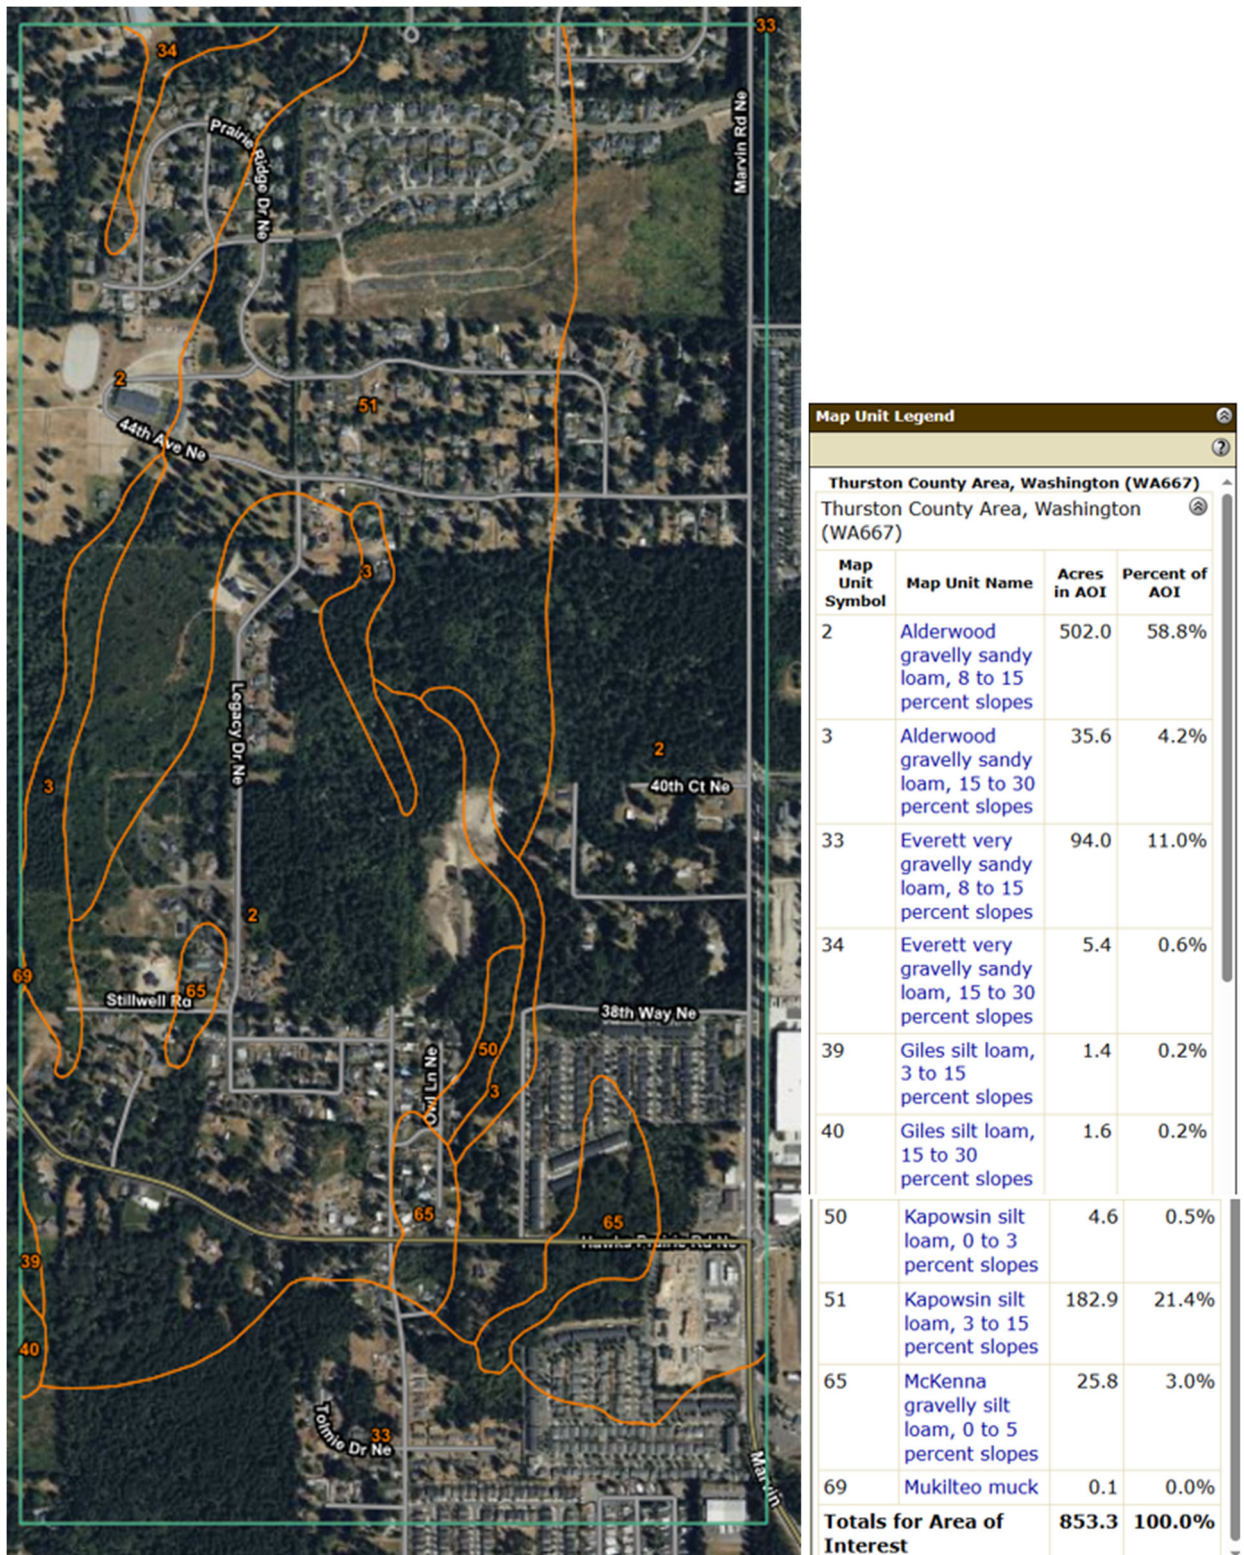 33
34
Prairie Ridge Dr Ne
Marvin Rd Ne
2
51
44th Ave Ne
3
Legacy Dr Ne
2
3
40th Ct Ne
2
69
65
Stillwell Rd
38th Way Ne
50
Owl Ln Ne
3
65
65
Hawks Prairie Rd Ne
39
40
33
Tolmie Dr Ne
Marvin
Map Unit Legend
?
Thurston County Area, Washington (WA667)
Thurston County Area, Washington
(WA667)
Map
Unit
Symbol
Map Unit Name
Acres
in AOI
Percent of
AOI
2 Alderwood 502.0 58.8%
gravelly sandy
loam, 8 to 15
percent slopes
3 Alderwood 35.6 4.2%
gravelly sandy
loam, 15 to 30
percent slopes
33 Everett very 94.0 11.0%
gravelly sandy
loam, 8 to 15
percent slopes
34 Everett very 5.4 0.6%
gravelly sandy
loam, 15 to 30
percent slopes
39 Giles silt loam, 1.4 0.2%
3 to 15
percent slopes
40 Giles silt loam, 1.6 0.2%
15 to 30
percent slopes
50 Kapowsin silt 4.6 0.5%
loam, 0 to 3
percent slopes
51 Kapowsin silt 182.9 21.4%
loam, 3 to 15
percent slopes
65 McKenna 25.8 3.0%
gravelly silt
loam, 0 to 5
percent slopes
69 Mukilteo muck 0.1 0.0%
Totals for Area of 853.3 100.0%
Interest